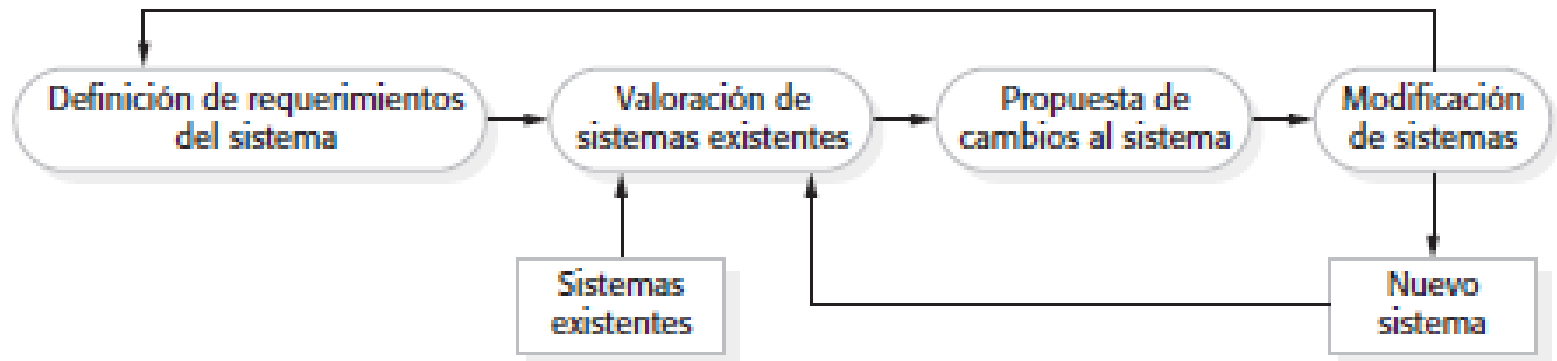 Definición de requerimientos
del sistema
Valoración de
sistemas existentes
Propuesta de
cambios al sistema
Modificación
de sistemas
Sistemas
existentes
Nuevo
sistema